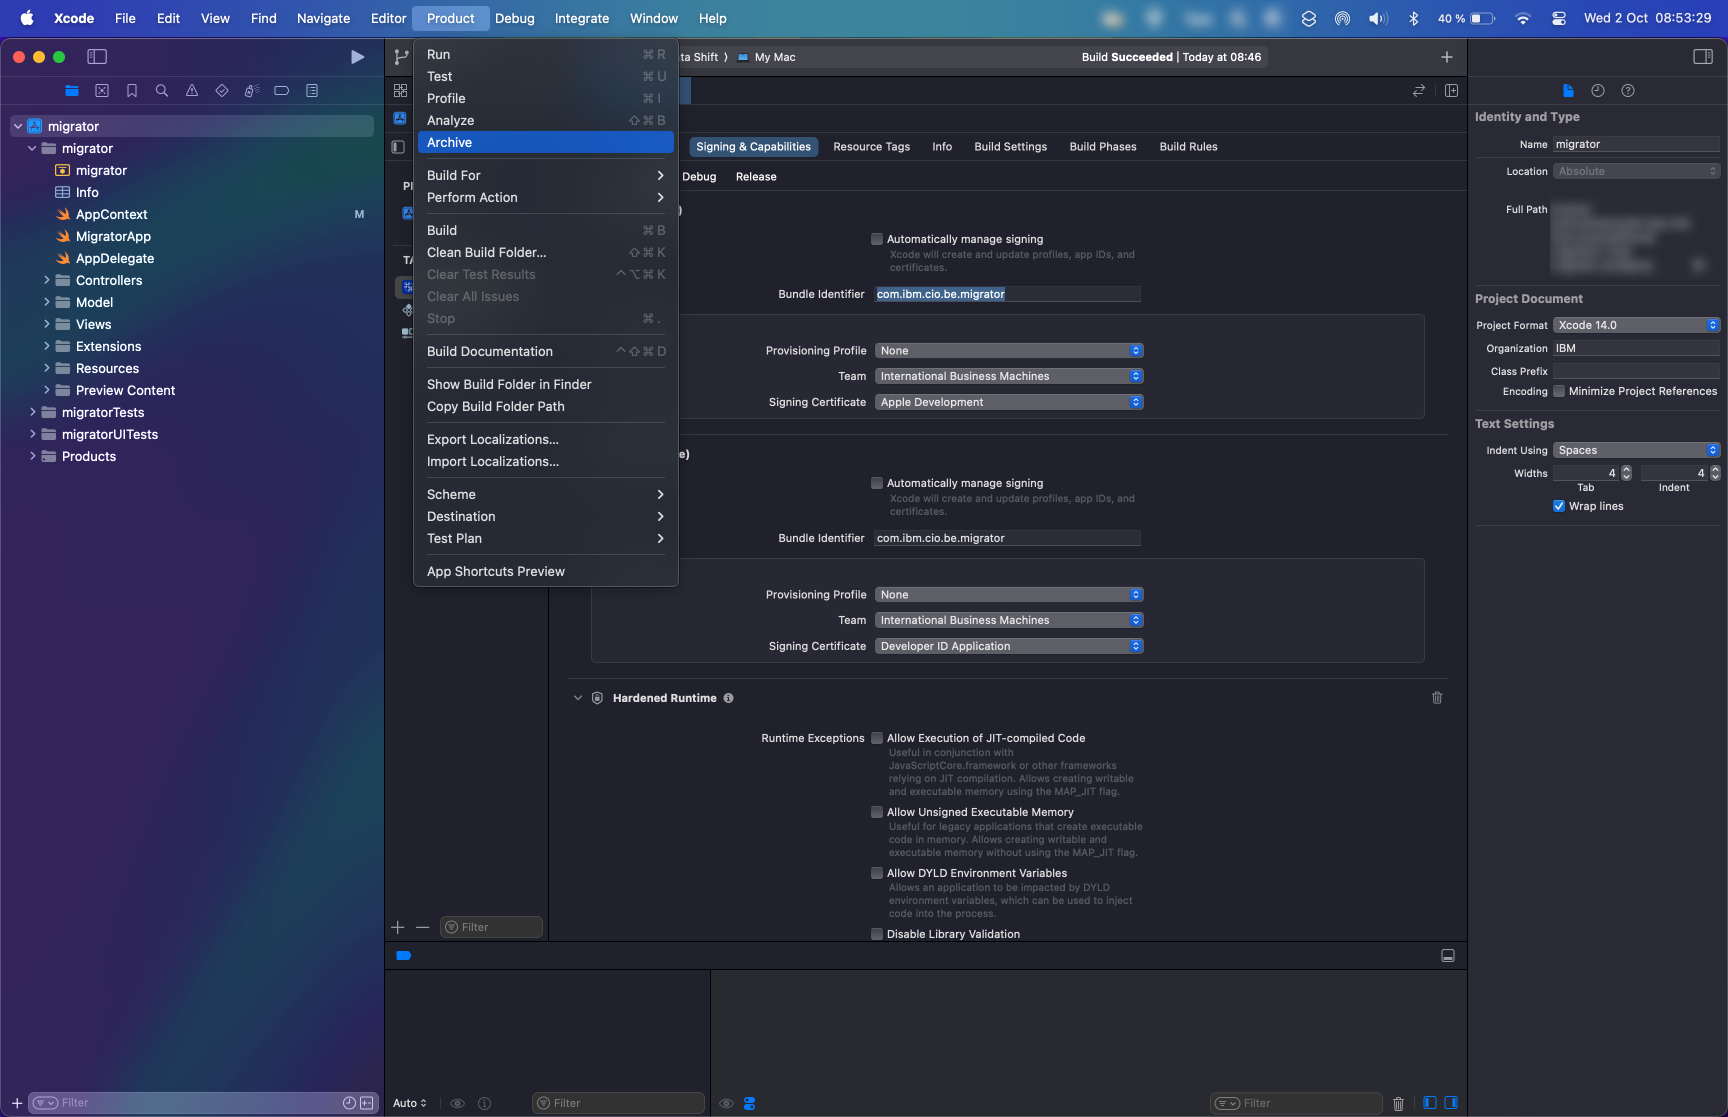 Xcode File Edit View Find Navigate Editor Product Debug Integrate Window Help
40 % Wed 2 Oct 08:53:29
ta Shift 〉 My Mac
Build Succeeded | Today at 08:46
migrator
migrator
migrator
Info
AppContext M
MigratorApp
AppDelegate
Controllers
Model
Views
Extensions
Resources
Preview Content
migratorTests
migratorUITests
Products
Filter
Run ⌘ R
Test ⌘ U
Profile ⌘ I
Analyze ⇧ ⌘ B
Archive
Build For
Perform Action
Build ⌘ B
Clean Build Folder... ⇧ ⌘ K
Clear Test Results ^ ⌥ ⌘ K
Clear All Issues
Stop ⌘ .
Build Documentation ^ ⇧ ⌘ D
Show Build Folder in Finder
Copy Build Folder Path
Export Localizations...
Import Localizations...
Scheme
Destination
Test Plan
App Shortcuts Preview
Filter
Signing & Capabilities Resource Tags Info Build Settings Build Phases Build Rules
Debug Release
)
Automatically manage signing
Xcode will create and update profiles, app IDs, and
certificates.
Bundle Identifier com.ibm.cio.be.migrator
Provisioning Profile None
Team International Business Machines
Signing Certificate Apple Development
e)
Automatically manage signing
Xcode will create and update profiles, app IDs, and
certificates.
Bundle Identifier com.ibm.cio.be.migrator
Provisioning Profile None
Team International Business Machines
Signing Certificate Developer ID Application
Hardened Runtime
Runtime Exceptions Allow Execution of JIT-compiled Code
Useful in conjunction with
JavaScriptCore.framework or other frameworks
relying on JIT compilation. Allows creating writable
and executable memory using the MAP_JIT flag.
Allow Unsigned Executable Memory
Useful for legacy applications that create executable
code in memory. Allows creating writable and
executable memory without using the MAP_JIT flag.
Allow DYLD Environment Variables
Allows an application to be impacted by DYLD
environment variables, which can be used to inject
code into the process.
Disable Library Validation
Auto Filter Filter
Identity and Type
Name migrator
Location Absolute
Full Path
Project Document
Project Format Xcode 14.0
Organization IBM
Class Prefix
Encoding Minimize Project References
Text Settings
Indent Using Spaces
Widths 4 4
Tab Indent
Wrap lines